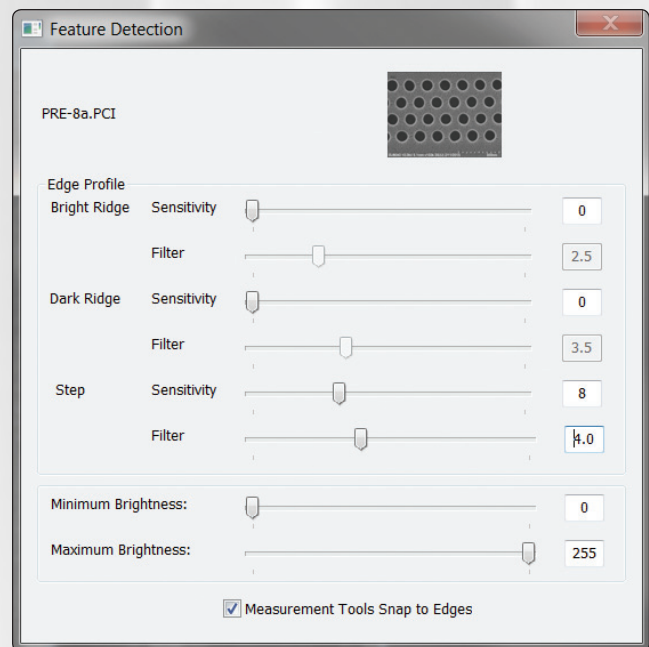 Feature Detection
PRE-8a.PCI
Edge Profile
Bright Ridge Sensitivity 0
Filter 2.5
Dark Ridge Sensitivity 0
Filter 3.5
Step Sensitivity 8
Filter 4.0
Minimum Brightness: 0
Maximum Brightness: 255
Measurement Tools Snap to Edges